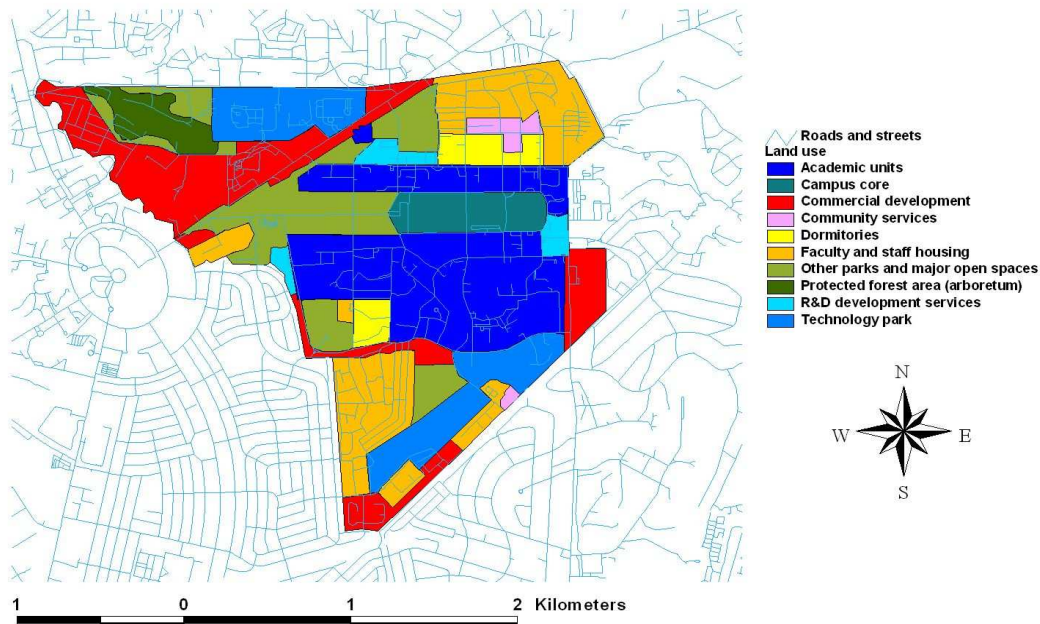 Roads and streets
Land use
Academic units
Campus core
Commercial development
Community services
Dormitories
Faculty and staff housing
Other parks and major open spaces
Protected forest area (arboretum)
R&D development services
Technology park
N
W E
S
1 0 1 2 Kilometers